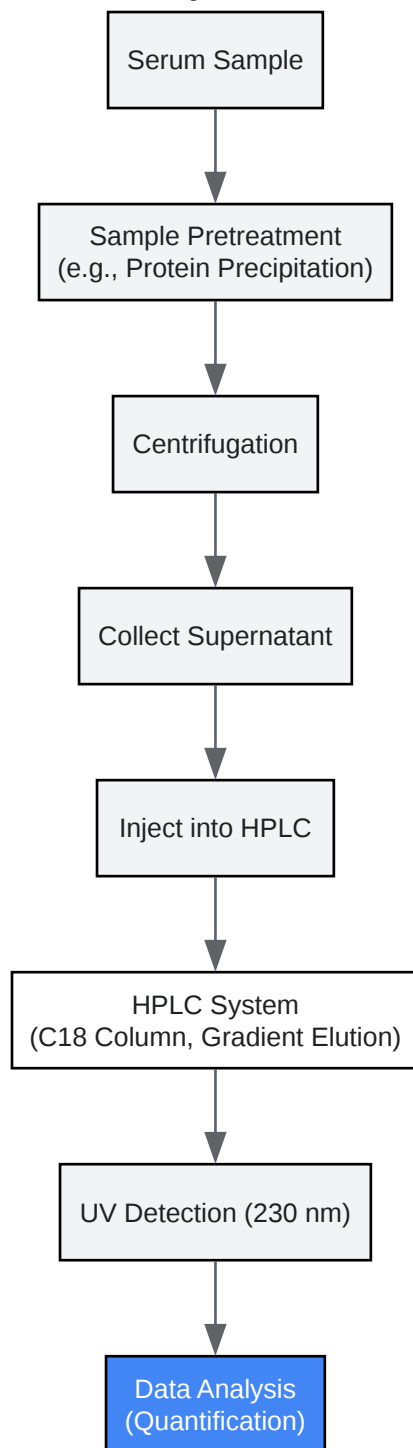 Serum Sample
Sample Pretreatment
(e.g., Protein Precipitation)
Centrifugation
Collect Supernatant
Inject into HPLC
HPLC System
(C18 Column, Gradient Elution)
UV Detection (230 nm)
Data Analysis
(Quantification)